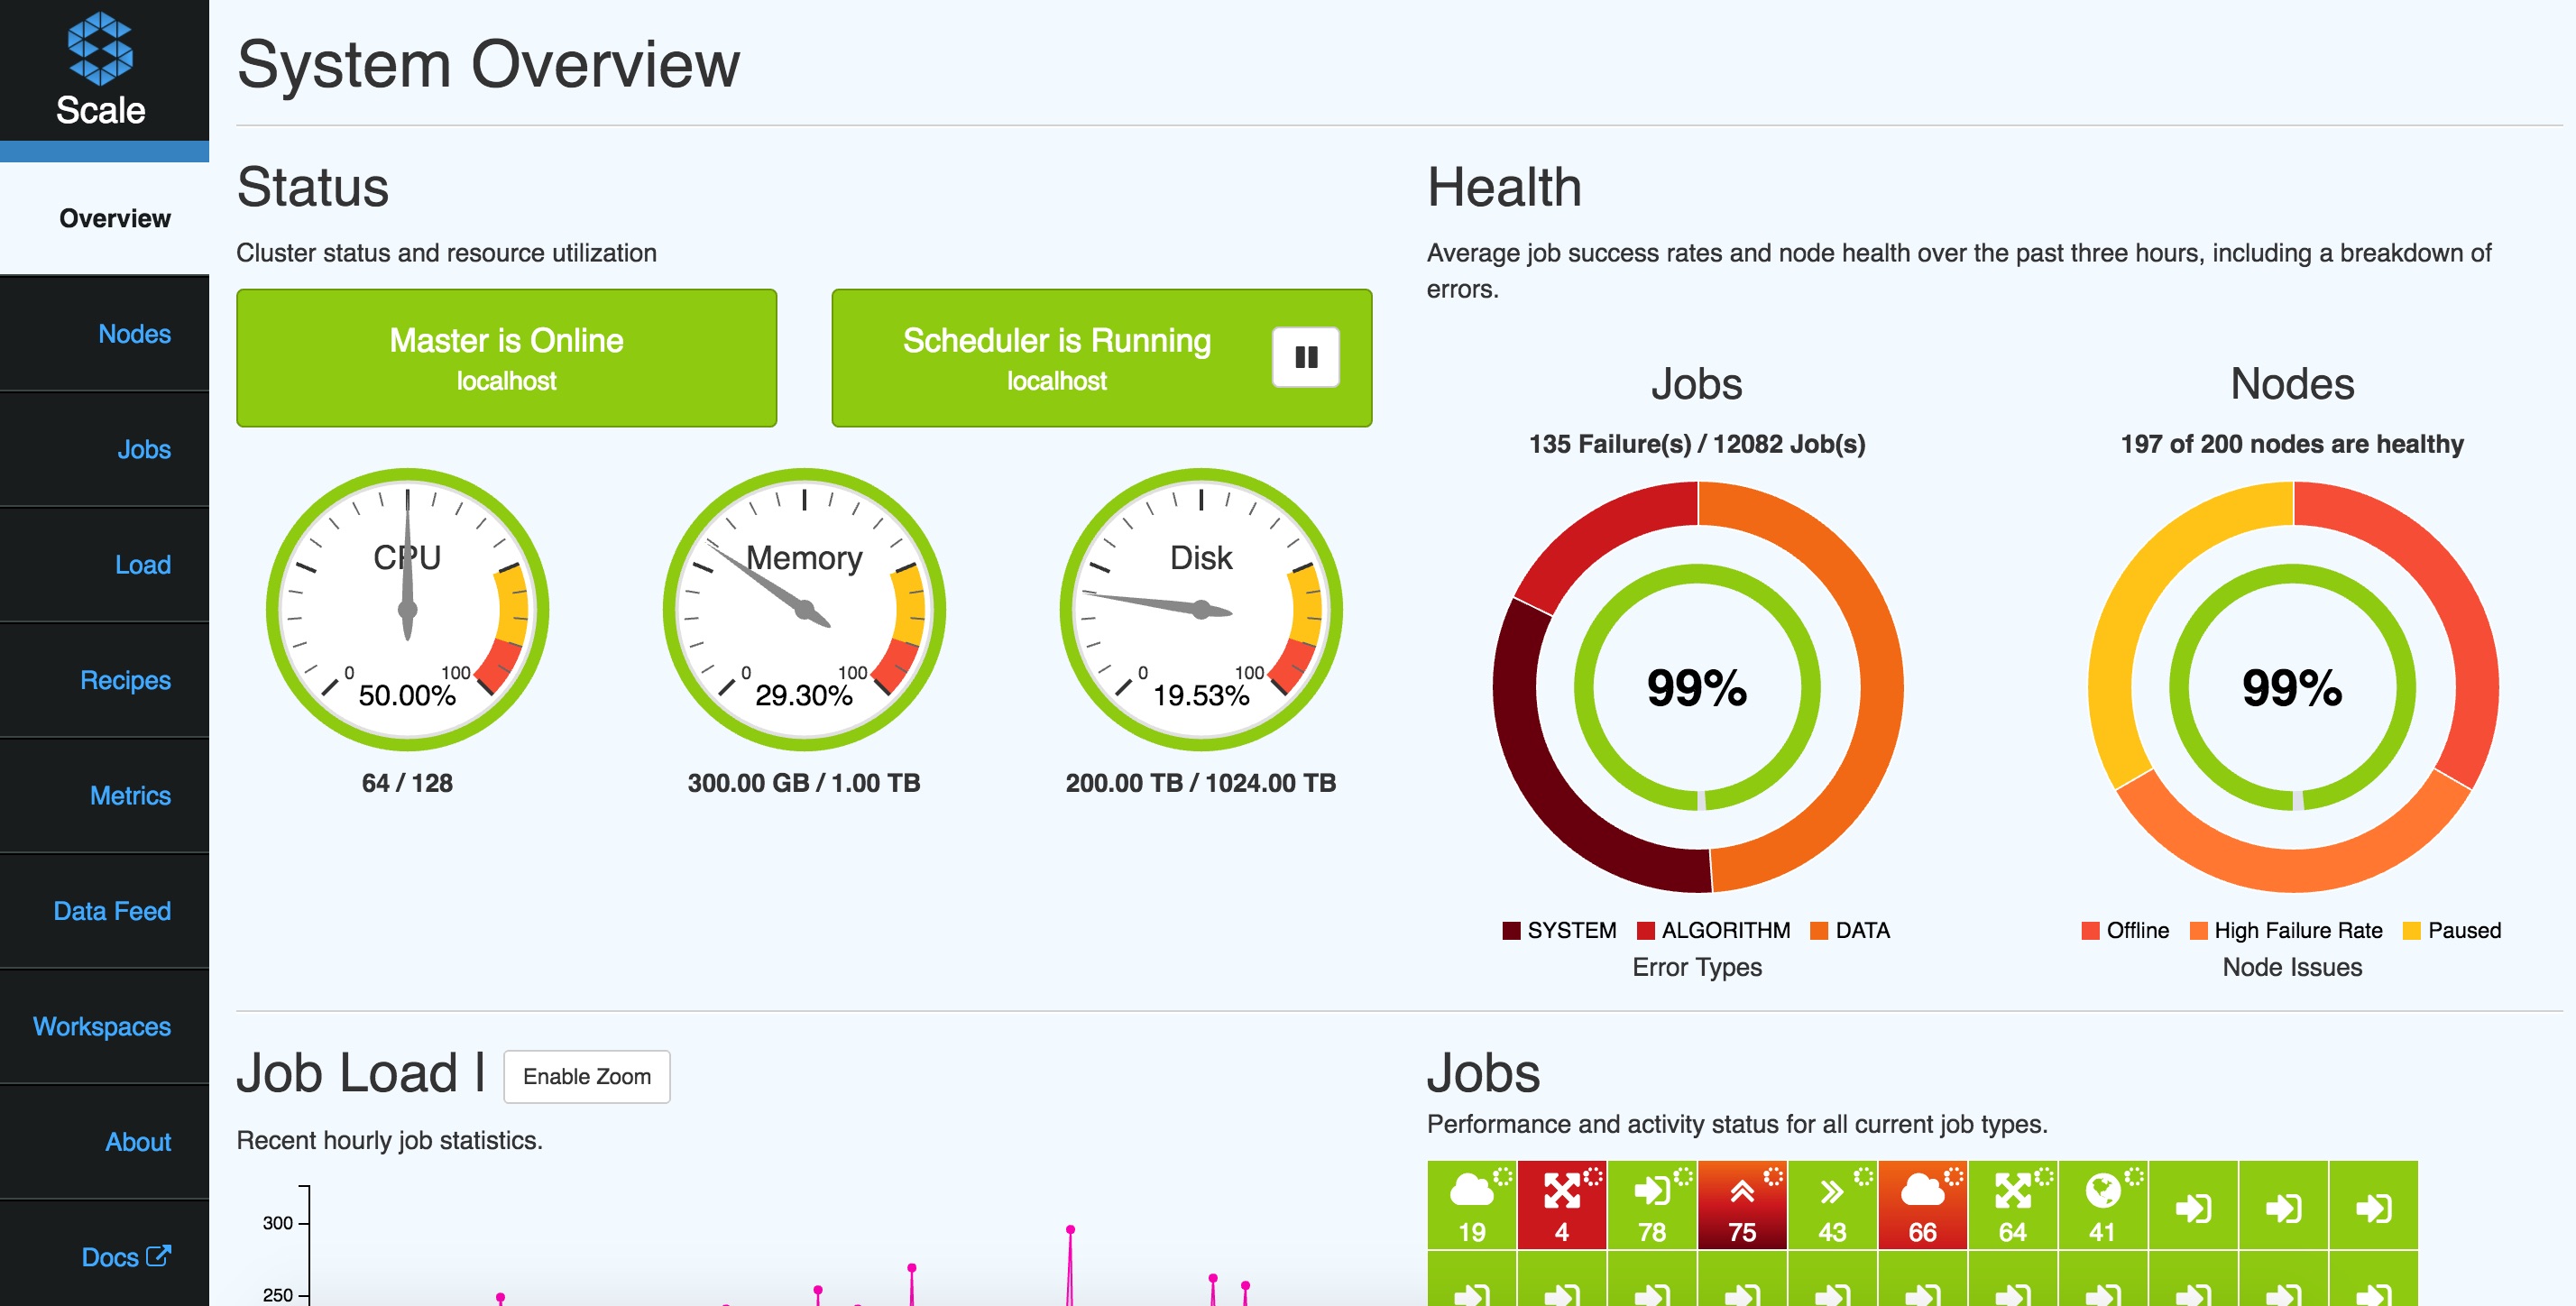 Scale
Overview
Nodes
Jobs
Load
Recipes
Metrics
Data Feed
Workspaces
About
Docs
System Overview
Status
Cluster status and resource utilization
Master is Online
localhost
Scheduler is Running
localhost
CPU
0 100
50.00%
64 / 128
Memory
0 100
29.30%
300.00 GB / 1.00 TB
Disk
0 100
19.53%
200.00 TB / 1024.00 TB
Health
Average job success rates and node health over the past three hours, including a breakdown of
errors.
Jobs
135 Failure(s) / 12082 Job(s)
99%
SYSTEM ALGORITHM DATA
Error Types
Nodes
197 of 200 nodes are healthy
99%
Offline High Failure Rate Paused
Node Issues
Job Load | Enable Zoom
Recent hourly job statistics.
300
250
Jobs
Performance and activity status for all current job types.
19 4 78 75 43 66 64 41